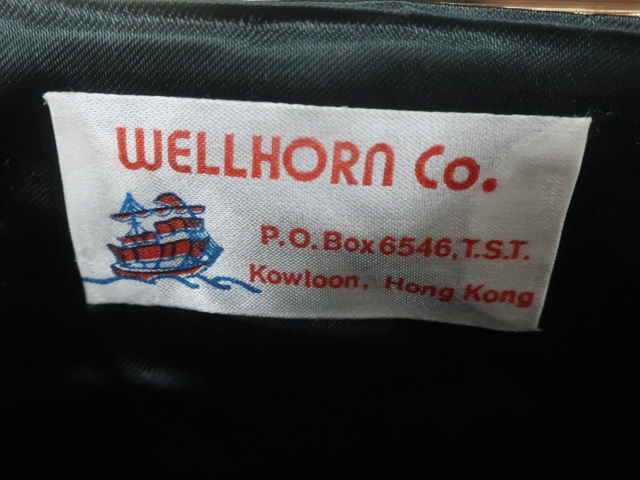 WELLHORN Co.
P.O. Box 6546, T.S.T.
Kowloon, Hong Kong